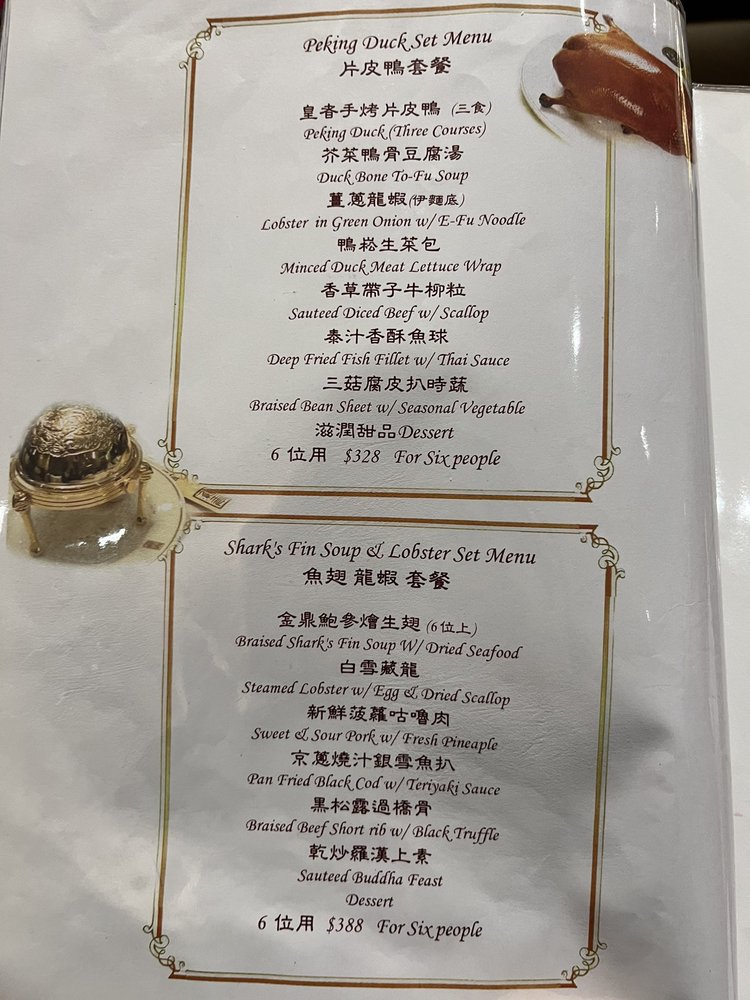 Peking Duck Set Menu
片皮鴨套餐
皇者手烤片皮鴨 (三食)
Peking Duck (Three Courses)
芥菜鴨骨豆腐湯
Duck Bone To-Fu Soup
薑蔥龍蝦(伊麵底)
Lobster in Green Onion w/ E-Fu Noodle
鴨崧生菜包
Minced Duck Meat Lettuce Wrap
香草帶子牛柳粒
Sauteed Diced Beef w/ Scallop
泰汁香酥魚球
Deep Fried Fish Fillet w/ Thai Sauce
三菇腐皮扒時蔬
Braised Bean Sheet w/ Seasonal Vegetable
滋潤甜品 Dessert
6 位用 $328 For Six people
Shark's Fin Soup & Lobster Set Menu
魚翅 龍蝦 套餐
金鼎鮑參燴生翅 (6位上)
Braised Shark's Fin Soup W/ Dried Seafood
白雪藏龍
Steamed Lobster w/ Egg & Dried Scallop
新鮮菠蘿咕嚕肉
Sweet & Sour Pork w/ Fresh Pineaple
京蔥燒汁銀雪魚扒
Pan Fried Black Cod w/ Teriyaki Sauce
黑松露過橋骨
Braised Beef Short rib w/ Black Truffle
乾炒羅漢上素
Sauteed Buddha Feast
Dessert
6 位用 $388 For Six people